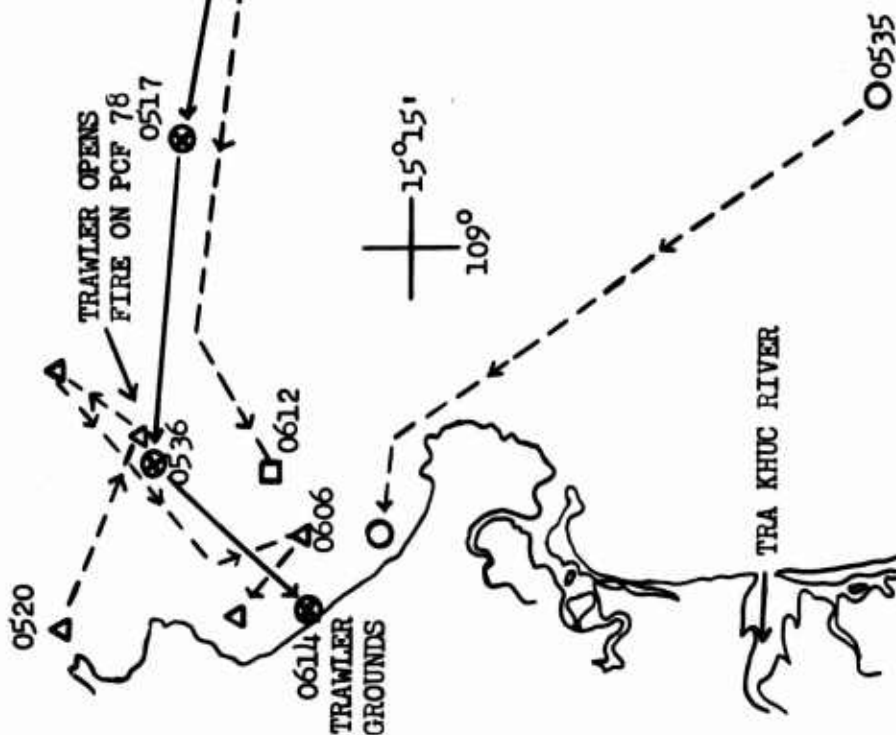 TRAWLER OPENS
FIRE ON PCF 78
0517
0520
0536
15°15'
109°
0612
0606
0614
TRAWLER
GROUNDS
0535
TRA KHUC RIVER